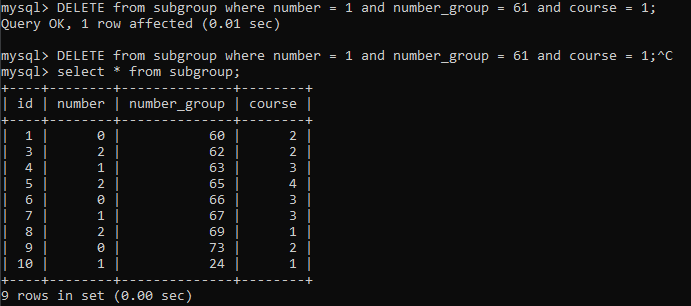 mysql> DELETE from subgroup where number = 1 and number_group = 61 and course = 1;
Query OK, 1 row affected (0.01 sec)
mysql> DELETE from subgroup where number = 1 and number_group = 61 and course = 1;^C
mysql> select * from subgroup;
+----+--------+--------------+--------+
| id | number | number_group | course |
+----+--------+--------------+--------+
|  1 |      0 |           60 |      2 |
|  3 |      2 |           62 |      2 |
|  4 |      1 |           63 |      3 |
|  5 |      2 |           65 |      4 |
|  6 |      0 |           66 |      3 |
|  7 |      1 |           67 |      3 |
|  8 |      2 |           69 |      1 |
|  9 |      0 |           73 |      2 |
| 10 |      1 |           24 |      1 |
+----+--------+--------------+--------+
9 rows in set (0.00 sec)